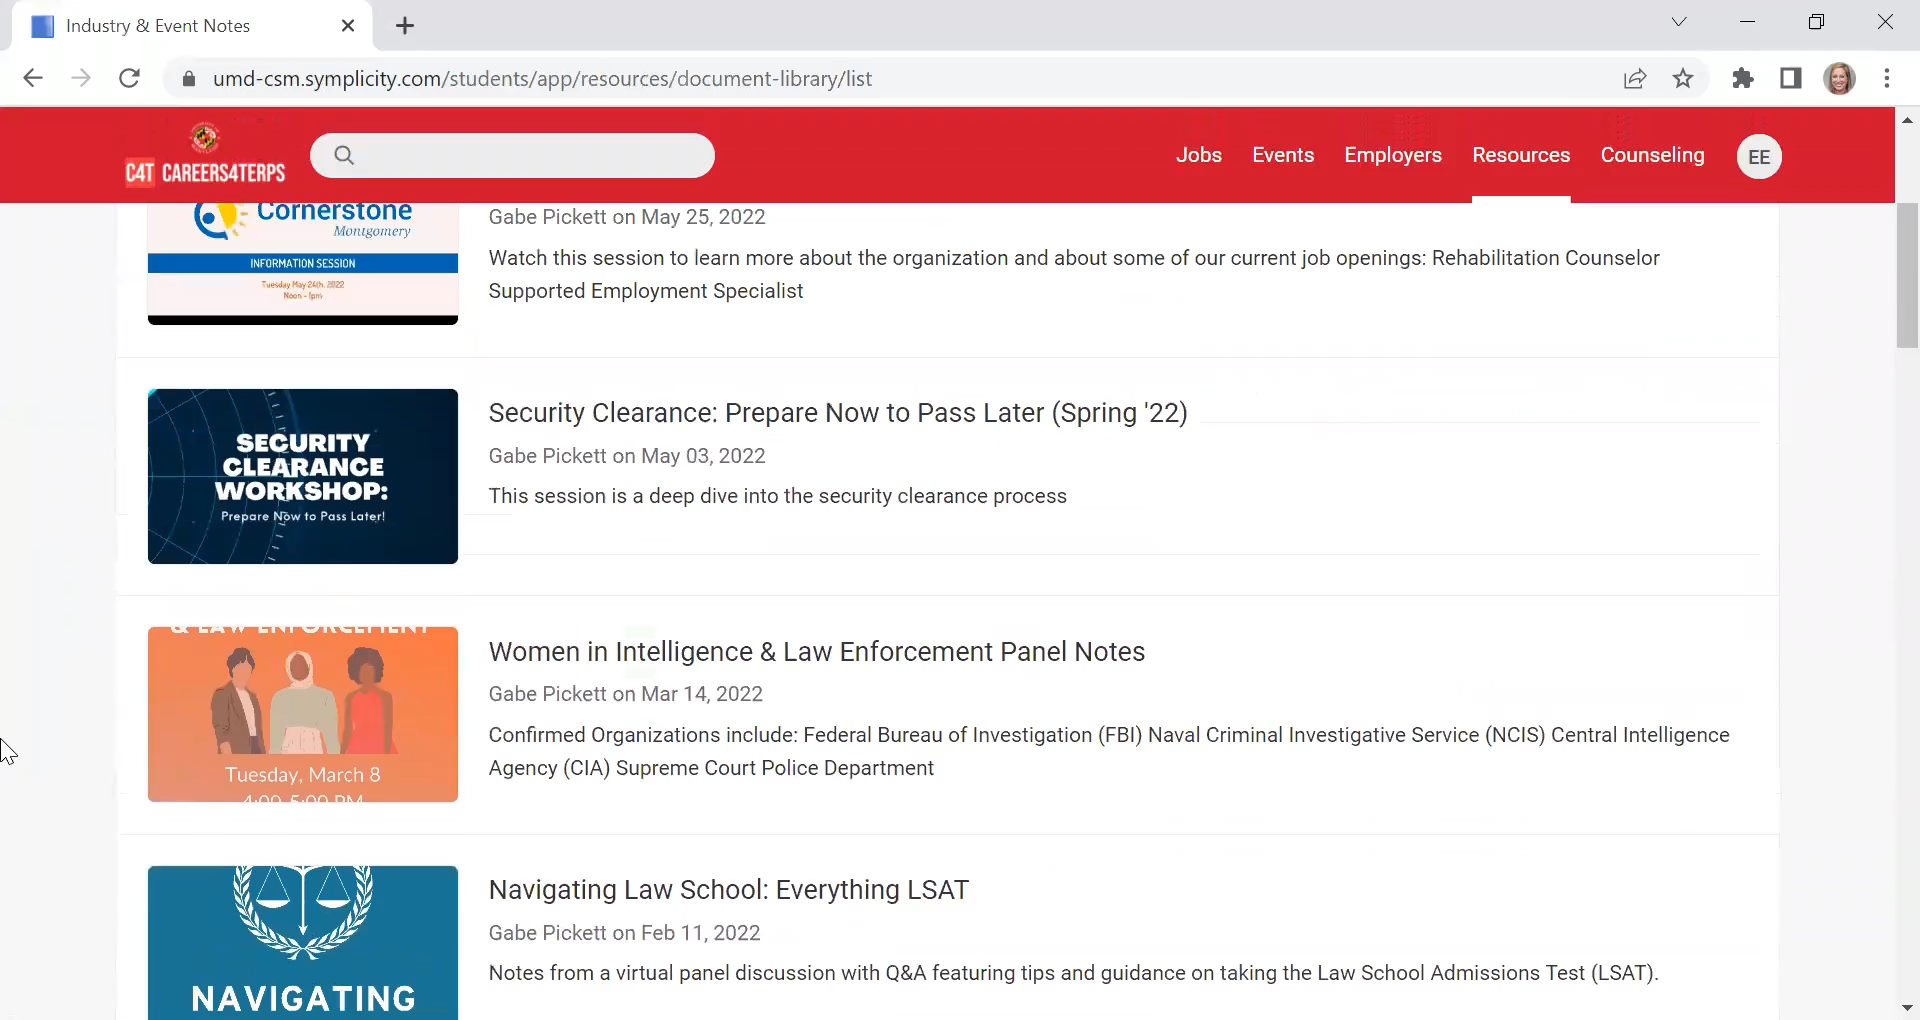 Industry & Event Notes
umd-csm.symplicity.com/students/app/resources/document-library/list
C4T CAREERS4TERPS
Jobs
Events
Employers
Resources
Counseling
EE
Cornerstone
Montgomery
INFORMATION SESSION
Tuesday May 24th, 2022
Noon - 1pm
Gabe Pickett on May 25, 2022
Watch this session to learn more about the organization and about some of our current job openings: Rehabilitation Counselor
Supported Employment Specialist
SECURITY
CLEARANCE
WORKSHOP:
Prepare Now to Pass Later!
Security Clearance: Prepare Now to Pass Later (Spring '22)
Gabe Pickett on May 03, 2022
This session is a deep dive into the security clearance process
& LAW ENFORCEMENT
Tuesday, March 8
4:00-5:00 PM
Women in Intelligence & Law Enforcement Panel Notes
Gabe Pickett on Mar 14, 2022
Confirmed Organizations include: Federal Bureau of Investigation (FBI) Naval Criminal Investigative Service (NCIS) Central Intelligence
Agency (CIA) Supreme Court Police Department
NAVIGATING
Navigating Law School: Everything LSAT
Gabe Pickett on Feb 11, 2022
Notes from a virtual panel discussion with Q&A featuring tips and guidance on taking the Law School Admissions Test (LSAT).